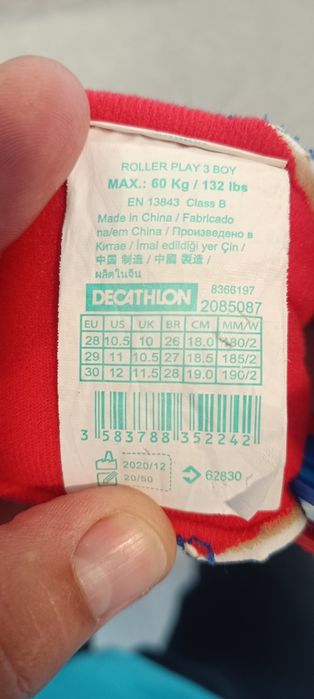 ROLLER PLAY 3 BOY
MAX.: 60 Kg / 132 lbs
EN 13843 Class B
Made in China / Fabricado
na/em China / Произведено в
Китае / İmal edildiği yer Çin /
中国 制造 / 中國 製造 /
ผลิตในจีน
DECATHLON 8366197
2085087
EU US UK BR CM MM/W
28 10.5 10 26 18.0 180/2
29 11 10.5 27 18.5 185/2
30 12 11.5 28 19.0 190/2
3 583788 352242
2020/12
20/50
62830